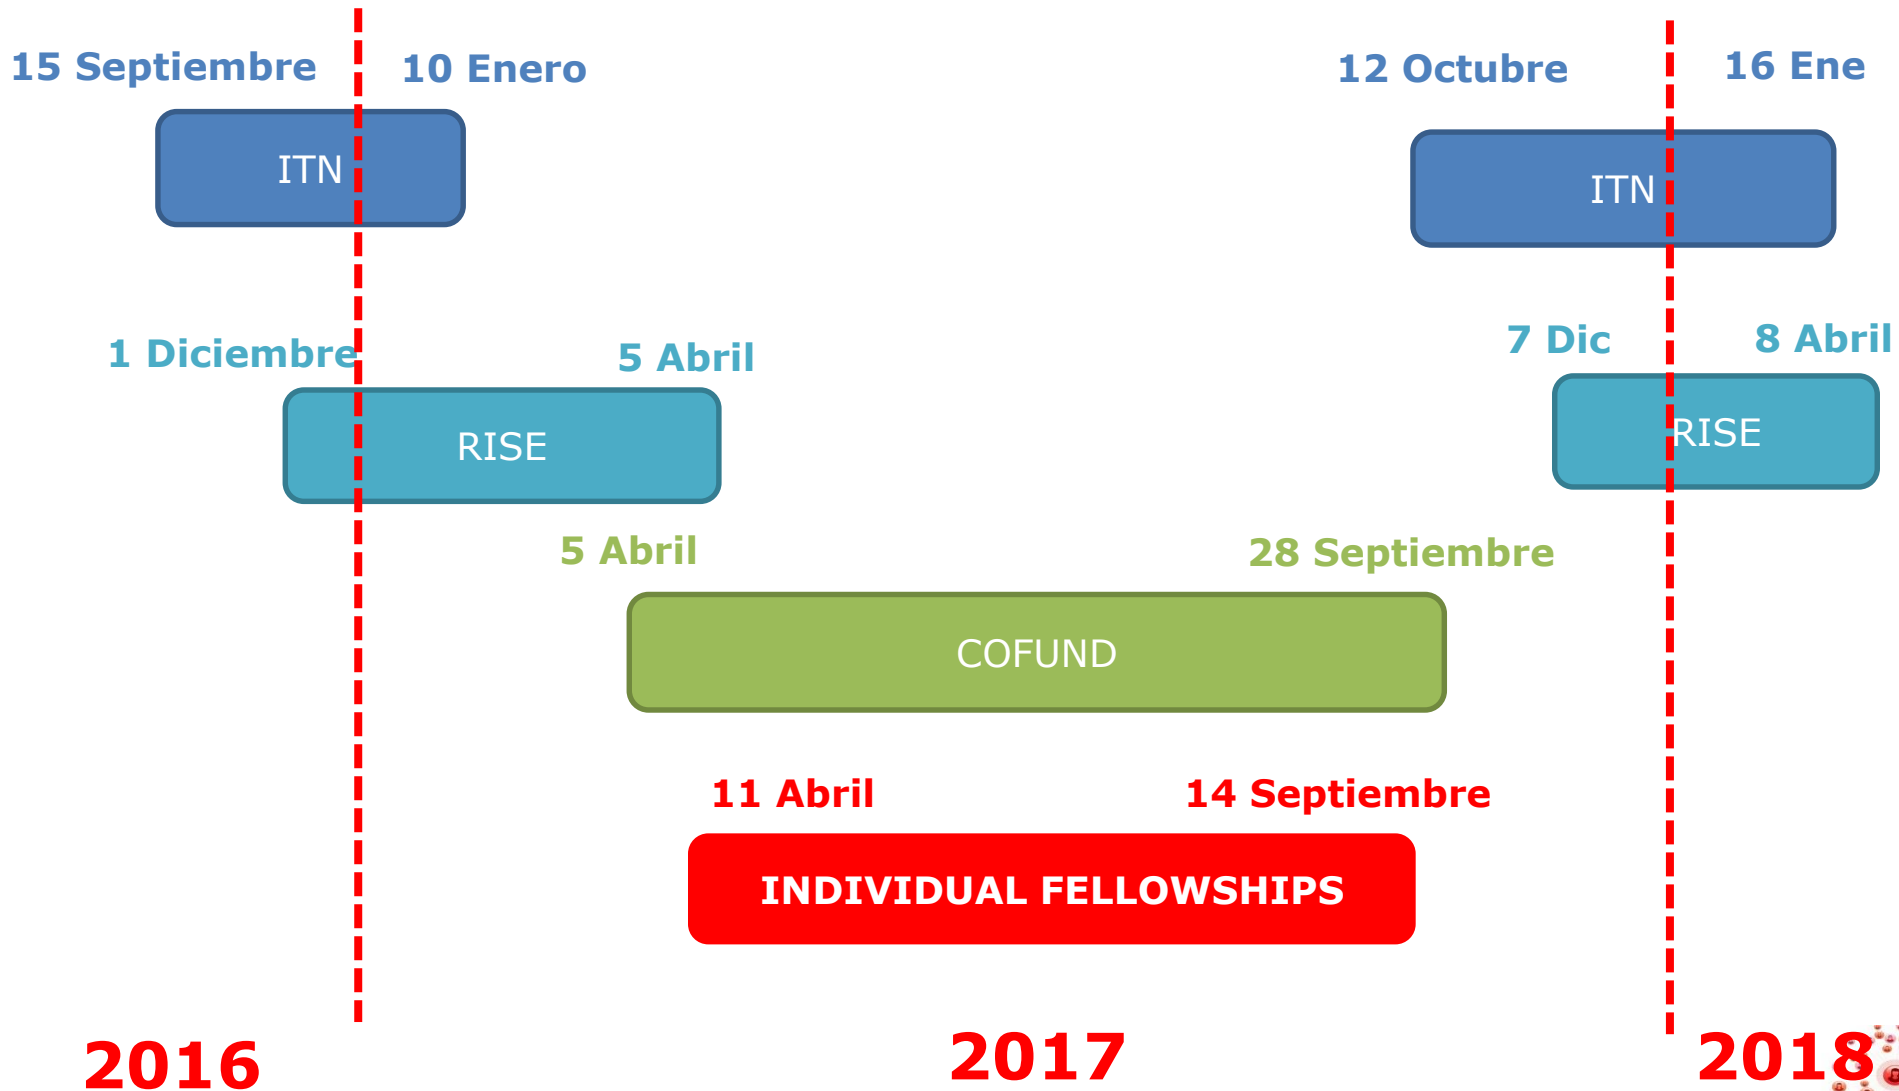 15 Septiembre
10 Enero
12 Octubre
16 Ene
ITN
ITN
1 Diciembre
5 Abril
7 Dic
8 Abril
RISE
RISE
5 Abril
28 Septiembre
COFUND
11 Abril
14 Septiembre
INDIVIDUAL FELLOWSHIPS
2016
2017
2018